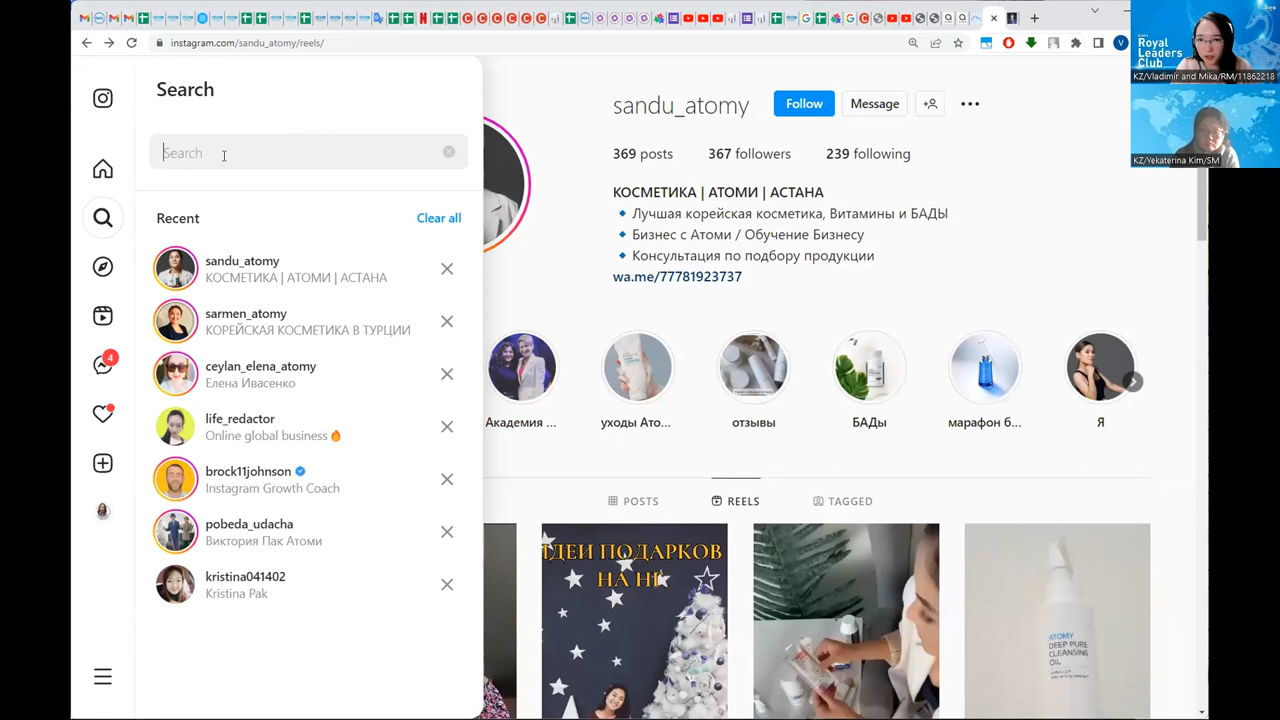 instagram.com/sandu_atomy/reels/
Royal
Leaders
Club
KZ/Vladimir and Mika/RM/11862218
KZ/Yekaterina Kim/SM
Search
Search
Recent
Clear all
sandu_atomy
КОСМЕТИКА | АТОМИ | АСТАНА
sarmen_atomy
КОРЕЙСКАЯ КОСМЕТИКА В ТУРЦИИ
ceylan_elena_atomy
Елена Ивасенко
life_redactor
Online global business
brock11johnson
Instagram Growth Coach
pobeda_udacha
Виктория Пак Атоми
kristina041402
Kristina Pak
4
sandu_atomy
Follow
Message
369 posts
367 followers
239 following
КОСМЕТИКА | АТОМИ | АСТАНА
Лучшая корейская косметика, Витамины и БАДЫ
Бизнес с Атоми / Обучение Бизнесу
Консультация по подбору продукции
wa.me/77781923737
Академия ...
уходы Ато...
отзывы
БАДы
марафон б...
Я
POSTS
REELS
TAGGED
ИДЕИ ПОДАРКОВ
НА НГ
ATOMY
DEEP PURE
CLEANSING
OIL